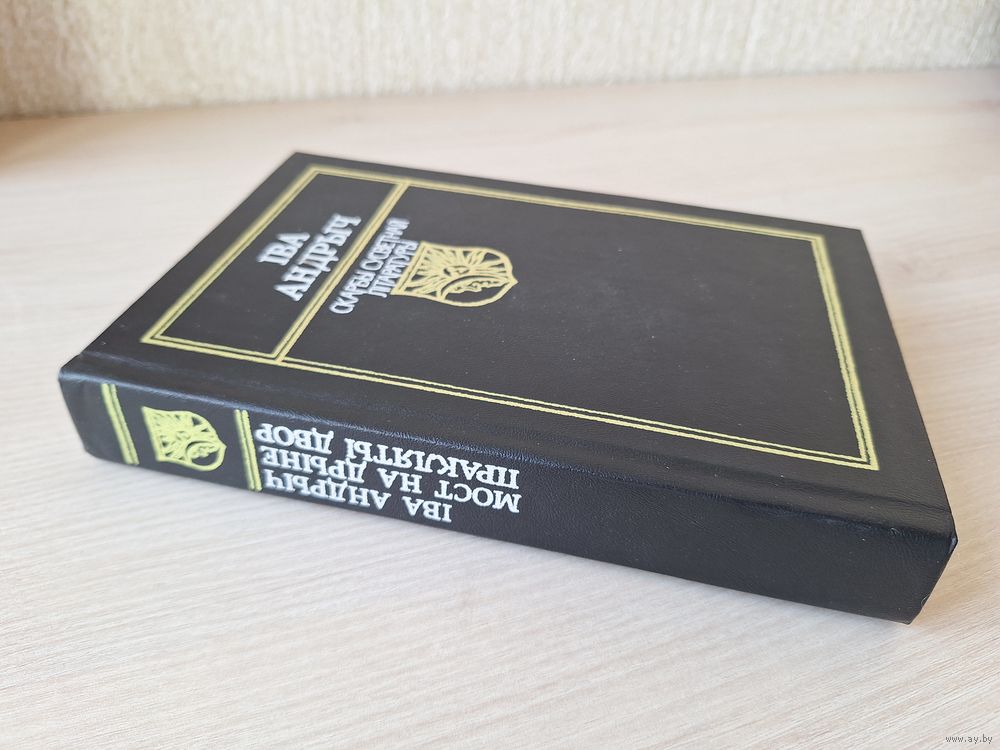 ІВА
АНДРЫЧ
СКАРБЫ СУСВЕТНАЙ
ЛІТАРАТУРЫ
ІВА АНДРЫЧ
МОСТ НА ДРЫНЕ
ПРАКЛЯТЫ ДВОР
www.ay.by